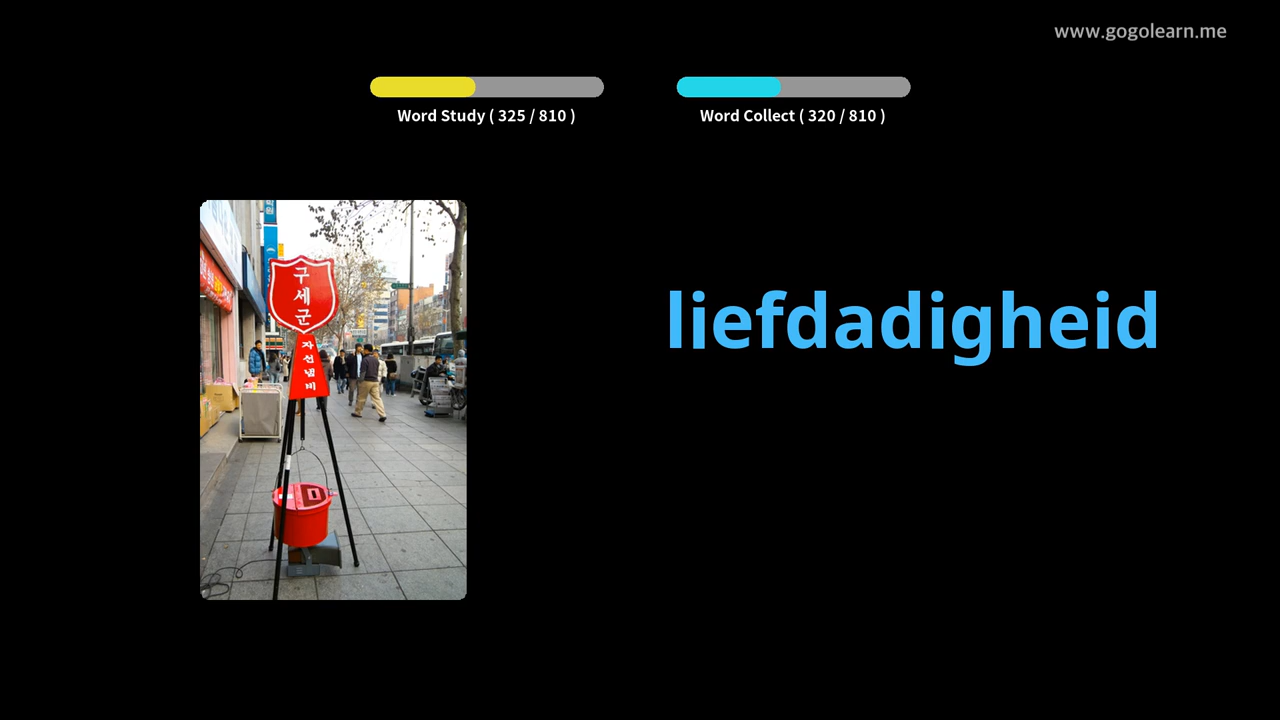 www.gogolearn.me
Word Study ( 325 / 810 )
Word Collect ( 320 / 810 )
liefdadigheid
구
세
군
자
선
냄
비